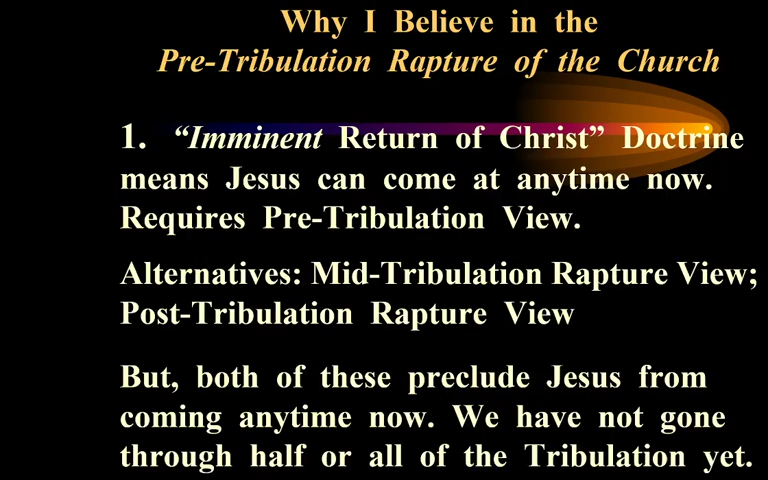 Why I Believe in the
Pre-Tribulation Rapture of the Church
1. “Imminent Return of Christ” Doctrine
means Jesus can come at anytime now.
Requires Pre-Tribulation View.
Alternatives: Mid-Tribulation Rapture View;
Post-Tribulation Rapture View
But, both of these preclude Jesus from
coming anytime now. We have not gone
through half or all of the Tribulation yet.